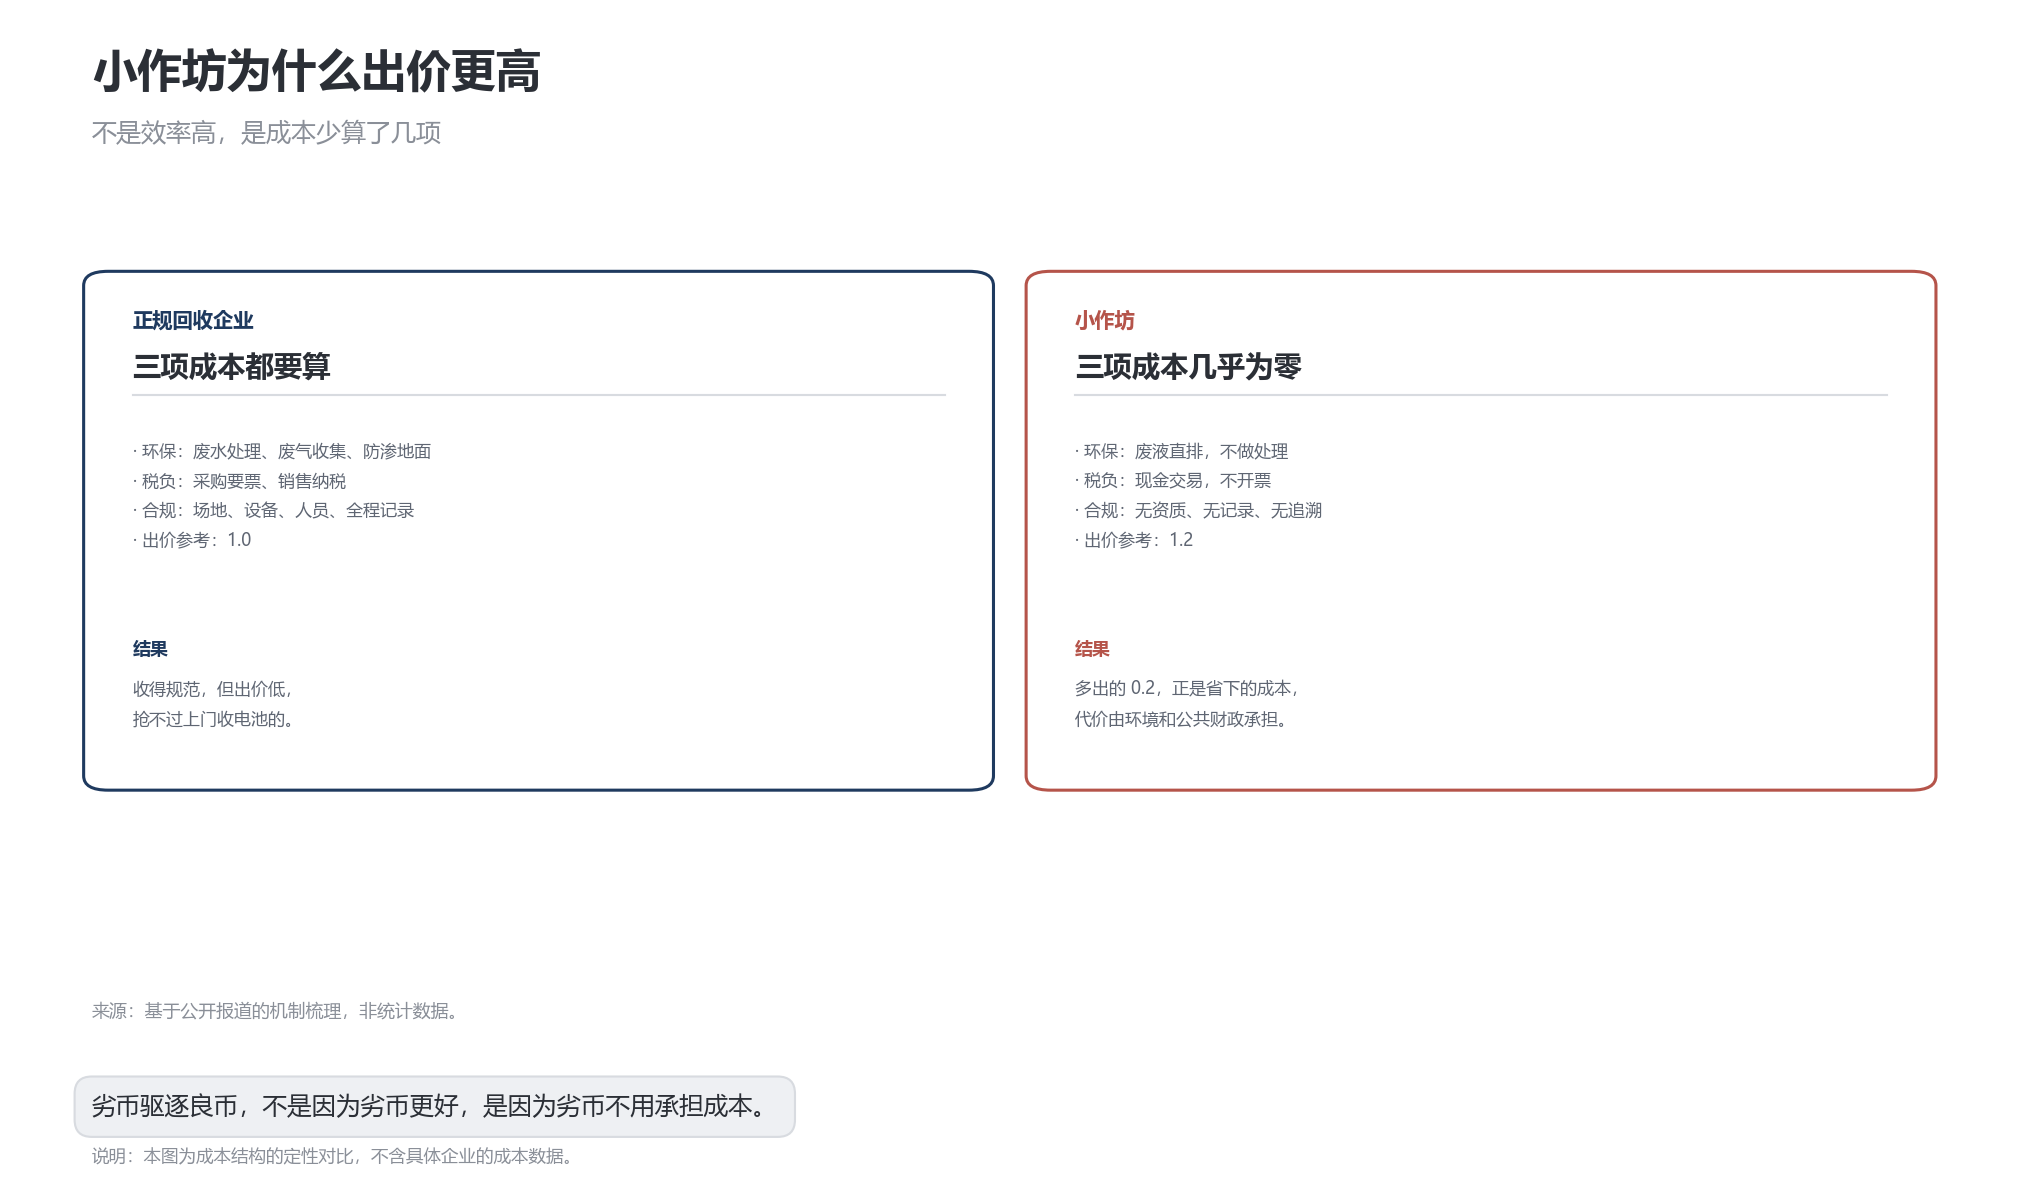 小作坊为什么出价更高
不是效率高，是成本少算了几项
正规回收企业
三项成本都要算
· 环保：废水处理、废气收集、防渗地面
· 税负：采购要票、销售纳税
· 合规：场地、设备、人员、全程记录
· 出价参考：1.0
结果
收得规范，但出价低，
抢不过上门收电池的。
小作坊
三项成本几乎为零
· 环保：废液直排，不做处理
· 税负：现金交易，不开票
· 合规：无资质、无记录、无追溯
· 出价参考：1.2
结果
多出的 0.2，正是省下的成本，
代价由环境和公共财政承担。
来源：基于公开报道的机制梳理，非统计数据。
劣币驱逐良币，不是因为劣币更好，是因为劣币不用承担成本。
说明：本图为成本结构的定性对比，不含具体企业的成本数据。